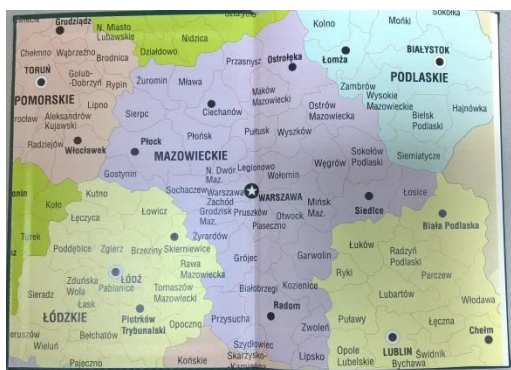 Grudziądz
N. Miasto
Lubawskie
Nidzica
Kolno
Mońki
Sokółka
Chełmno
Wąbrzeźno
Brodnica
Działdowo
Przasnysz
Ostrołęka
Łomża
BIAŁYSTOK
TORUŃ
Golub-
-Dobrzyń
Rypin
Żuromin
Mława
PODLASKIE
POMORSKIE
Lipno
Sierpc
Ciechanów
Maków
Mazowiecki
Ostrów
Mazowiecka
Zambrów
Wysokie
Mazowieckie
Hajnówka
Aleksandrów
Kujawski
Bielsk
Podlaski
Radziejów
Włocławek
Płock
Płońsk
Pułtusk
Wyszków
MAZOWIECKIE
Węgrów
Sokołów
Podlaski
Siemiatycze
Gostynin
N. Dwór
Maz.
Legionowo
Wołomin
Kutno
Sochaczew
Warszawa
Zachód
WARSZAWA
Mińsk
Maz.
Siedlce
Łosice
Koło
Łęczyca
Łowicz
Grodzisk
Maz.
Pruszków
Otwock
Piaseczno
Biała Podlaska
Turek
Żyrardów
Poddębice
Zgierz
Brzeziny
Skierniewice
Grójec
Garwolin
Łuków
Radzyń
Podlaski
Zduńska
Wola
ŁÓDŹ
Pabianice
Rawa
Mazowiecka
Ryki
Parczew
Sieradz
Łask
Tomaszów
Mazowiecki
Białobrzegi
Kozienice
Lubartów
Włodawa
ŁÓDZKIE
Piotrków
Trybunalski
Opoczno
Przysucha
Radom
Puławy
Łęczna
Bełchatów
Zwoleń
Chełm
Wieluń
Szydłowiec
Opole
Lubelskie
LUBLIN
Świdnik
Bychawa
Pajęczno
Końskie
Skarżysko-
Lipsko